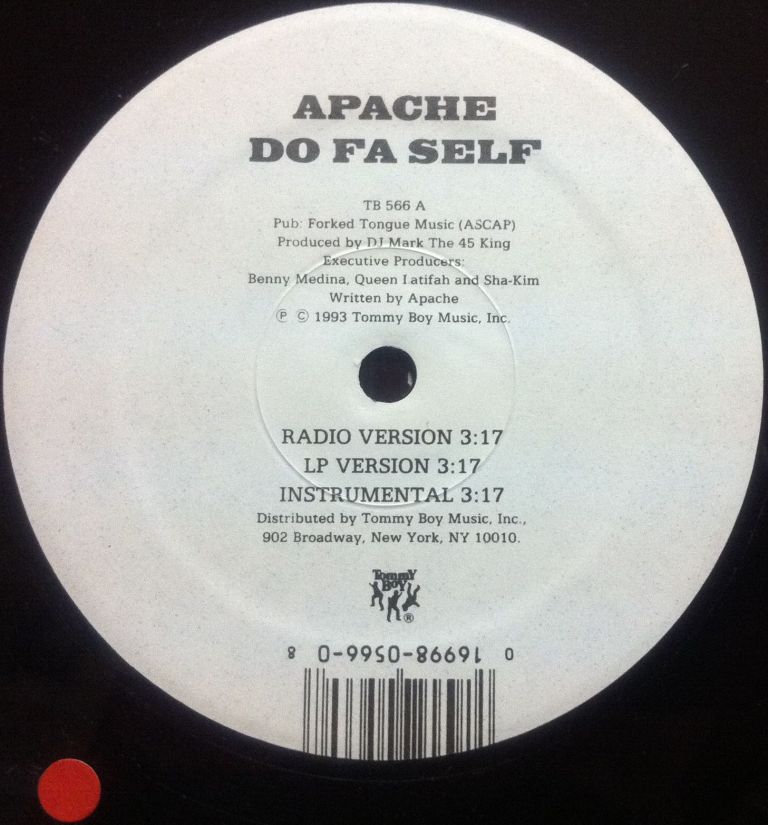 APACHE
DO FA SELF
TB 566 A
Pub: Forked Tongue Music (ASCAP)
Produced by DJ Mark The 45 King
Executive Producers:
Benny Medina, Queen Latifah and Sha-Kim
Written by Apache
Ⓟ Ⓒ 1993 Tommy Boy Music, Inc.
RADIO VERSION 3:17
LP VERSION 3:17
INSTRUMENTAL 3:17
Distributed by Tommy Boy Music, Inc.,
902 Broadway, New York, NY 10010.
Tommy
Boy
®
0 16998-0566-0 8